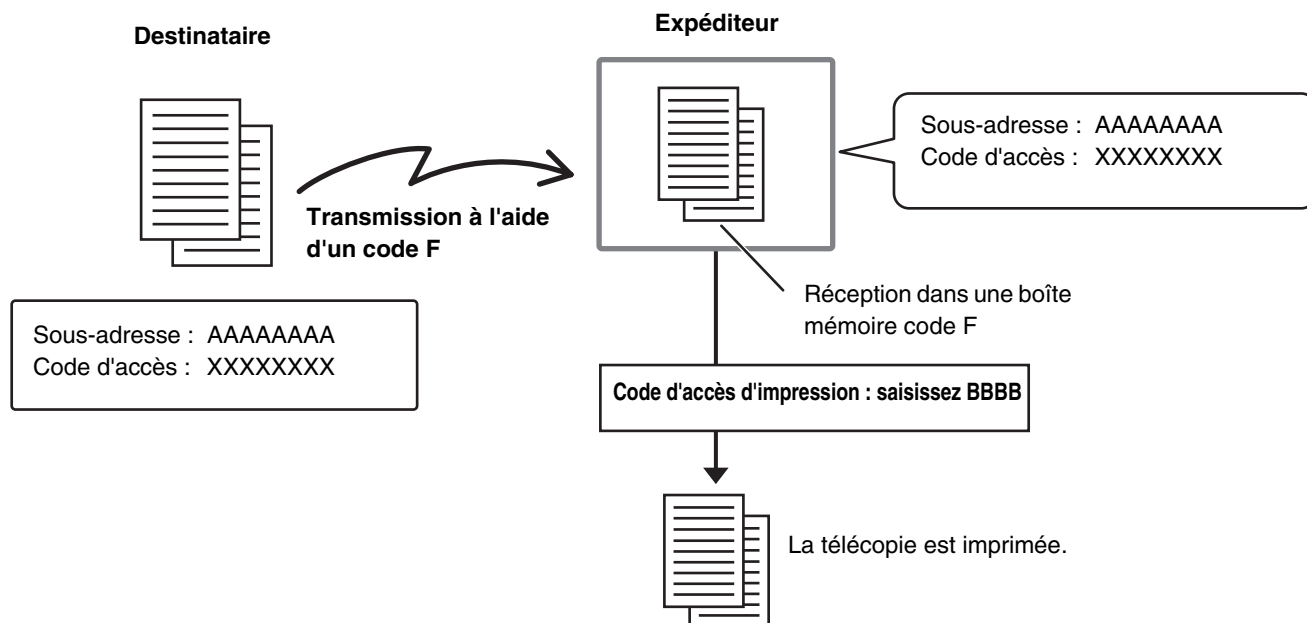 Destinataire
Expéditeur
Sous-adresse : AAAAAAAA
Code d'accès : XXXXXXXX
Transmission à l'aide
d'un code F
Réception dans une boîte
mémoire code F
Sous-adresse : AAAAAAAA
Code d'accès : XXXXXXXX
Code d'accès d'impression : saisissez BBBB
La télécopie est imprimée.